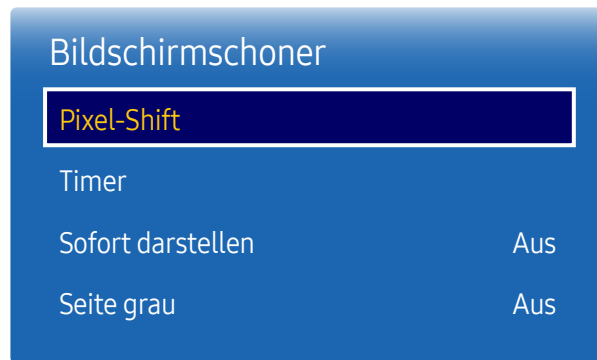 Bildschirmschoner
Pixel-Shift
Timer
Sofort darstellen Aus
Seite grau Aus